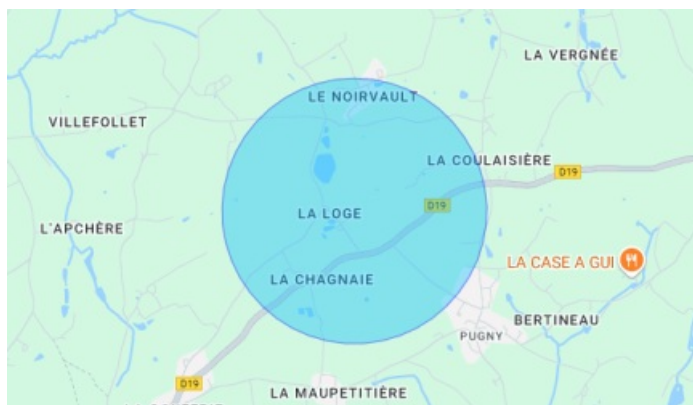 LA VERGNÉE
LE NOIRVAULT
VILLEFOLLET
LA COULAISIÈRE
D19
D19
LA LOGE
L'APCHÈRE
LA CASE A GUI
LA CHAGNAIE
BERTINEAU
PUGNY
D19
LA MAUPETITIÈRE